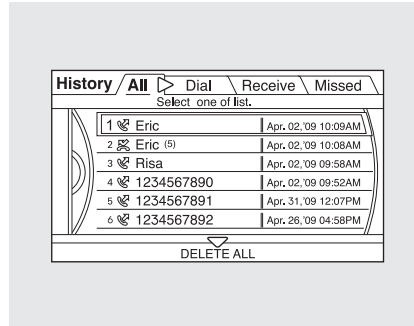 History All Dial Receive Missed
Select one of list.
1 Eric Apr. 02,'09 10:09AM
2 Eric (5) Apr. 02,'09 10:08AM
3 Risa Apr. 02,'09 09:58AM
4 1234567890 Apr. 02,'09 09:52AM
5 1234567891 Apr. 31,'09 12:07PM
6 1234567892 Apr. 26,'09 04:58PM
DELETE ALL